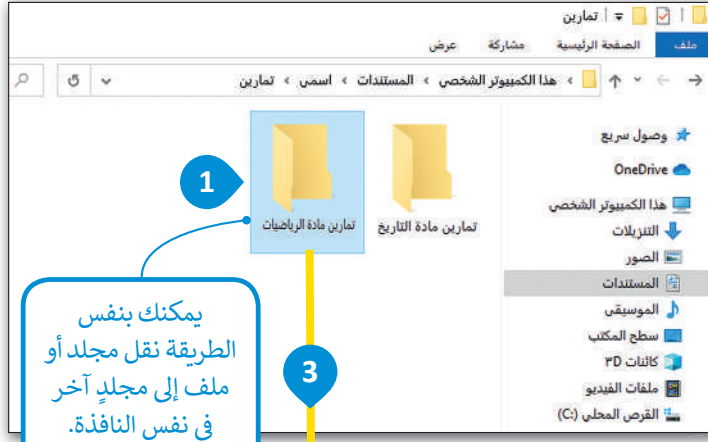 تمارين
ملف الصفحة الرئيسية مشاركة عرض
هذا الكمبيوتر الشخصي › المستندات › اسمي › تمارين
وصول سريع
OneDrive
هذا الكمبيوتر الشخصي
التنزيلات
الصور
المستندات
الموسيقى
سطح المكتب
كائنات ٣D
ملفات الفيديو
القرص المحلي (C:)
تمارين مادة التاريخ
تمارين مادة الرياضيات
1
يمكنك بنفس
الطريقة نقل مجلد أو
ملف إلى مجلدٍ آخر
في نفس النافذة.
3